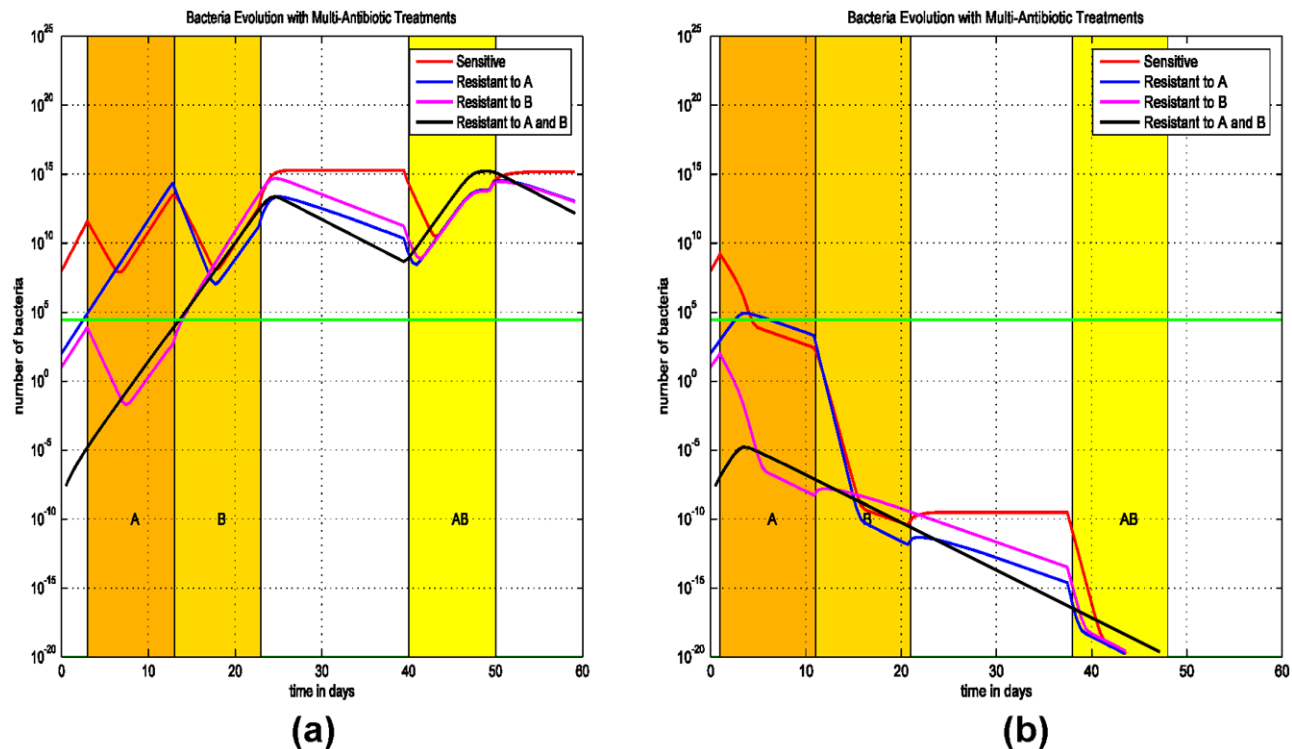 Bacteria Evolution with Multi-Antibiotic Treatments
number of bacteria
10^25
10^20
10^15
10^10
10^5
10^0
10^-5
10^-10
10^-15
10^-20
Sensitive
Resistant to A
Resistant to B
Resistant to A and B
A
B
AB
0 10 20 30 40 50 60
time in days
(a)
Bacteria Evolution with Multi-Antibiotic Treatments
number of bacteria
10^25
10^20
10^15
10^10
10^5
10^0
10^-5
10^-10
10^-15
10^-20
Sensitive
Resistant to A
Resistant to B
Resistant to A and B
A
B
AB
0 10 20 30 40 50 60
time in days
(b)